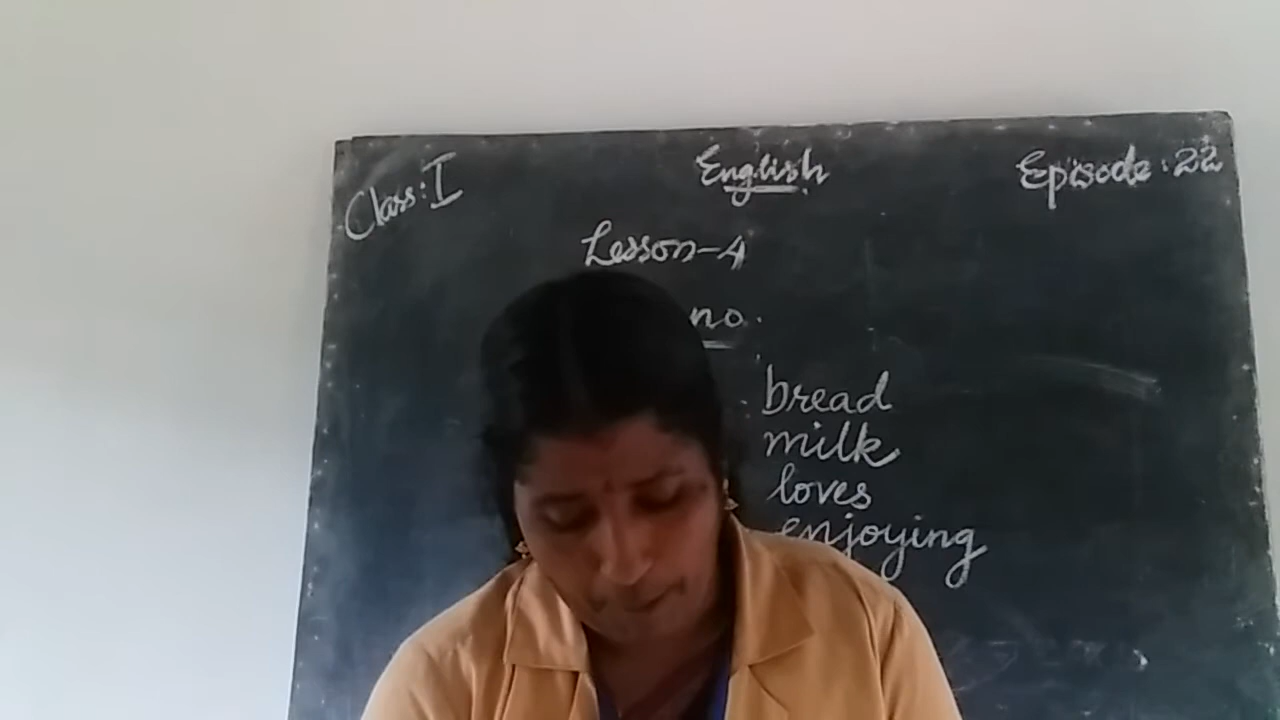 Class: I English Episode: 22
Lesson-4
no.
bread
milk
loves
enjoying